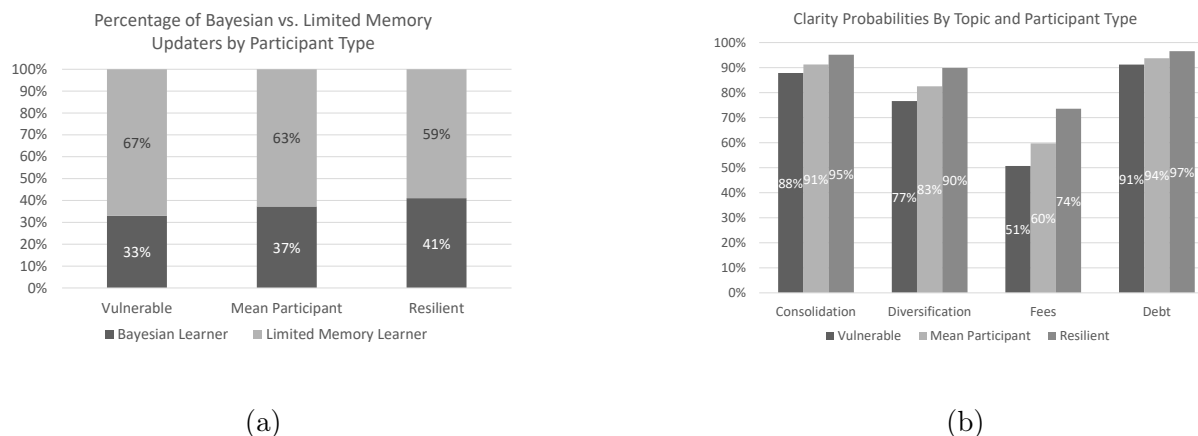 Percentage of Bayesian vs. Limited Memory
Updaters by Participant Type
100%
90%
80%
70%
60%
50%
40%
30%
20%
10%
0%
67%
63%
59%
33%
37%
41%
Vulnerable
Mean Participant
Resilient
Bayesian Learner
Limited Memory Learner
(a)
Clarity Probabilities By Topic and Participant Type
100%
90%
80%
70%
60%
50%
40%
30%
20%
10%
0%
88%
91%
95%
77%
83%
90%
51%
60%
74%
91%
94%
97%
Consolidation
Diversification
Fees
Debt
Vulnerable
Mean Participant
Resilient
(b)